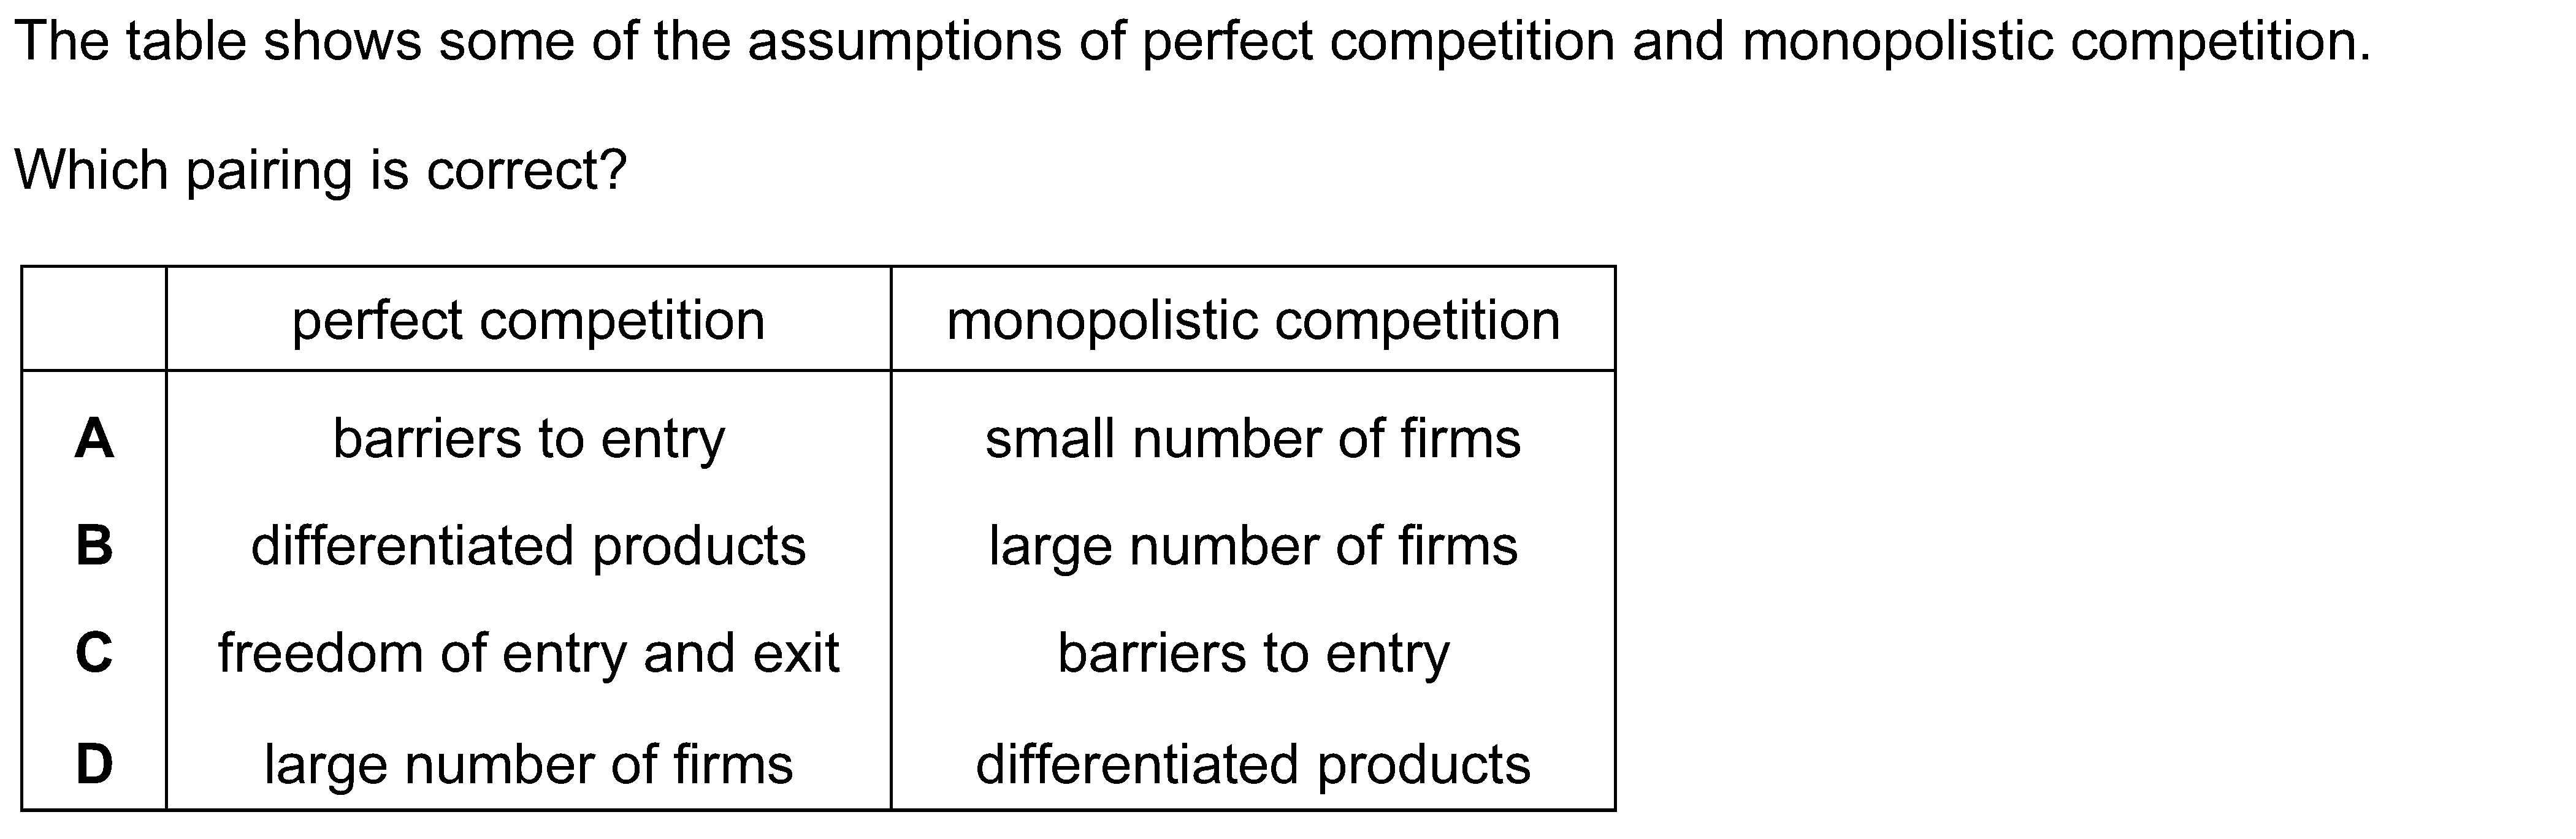 The table shows some of the assumptions of perfect competition and monopolistic competition.
Which pairing is correct?
perfect competition monopolistic competition
A barriers to entry small number of firms
B differentiated products large number of firms
C freedom of entry and exit barriers to entry
D large number of firms differentiated products